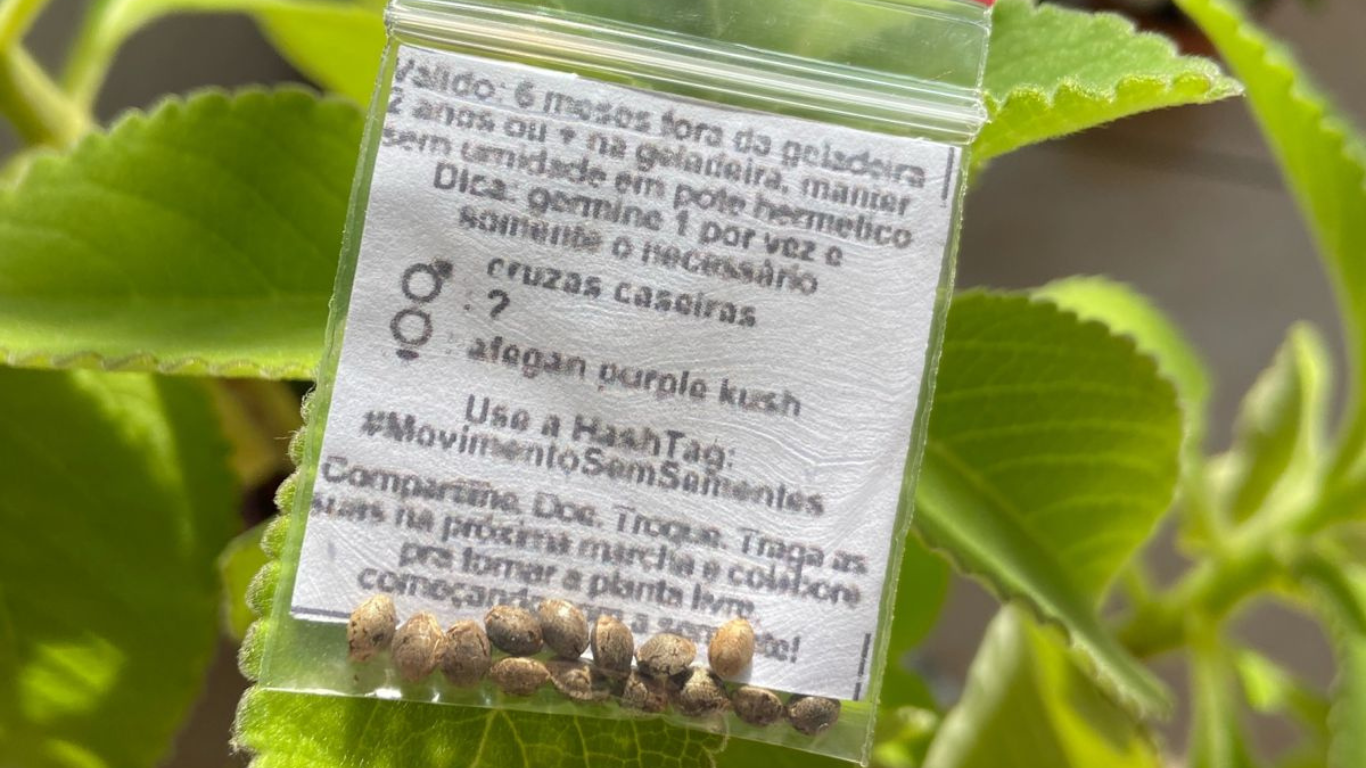 Valido: 6 meses fora da geladeira
2 anos ou + na geladeira, manter
sem umidade em pote hermetico
Dica: germine 1 por vez e
somente o necessário
cruzas caseiras
♂ : ?
♀ : afegan purple kush
Use a HashTag:
#MovimentoSemSementes
Compartilhe. Doe. Troque. Traga as
suas na próxima marcha e colabore
pra tornar a planta livre,
começando